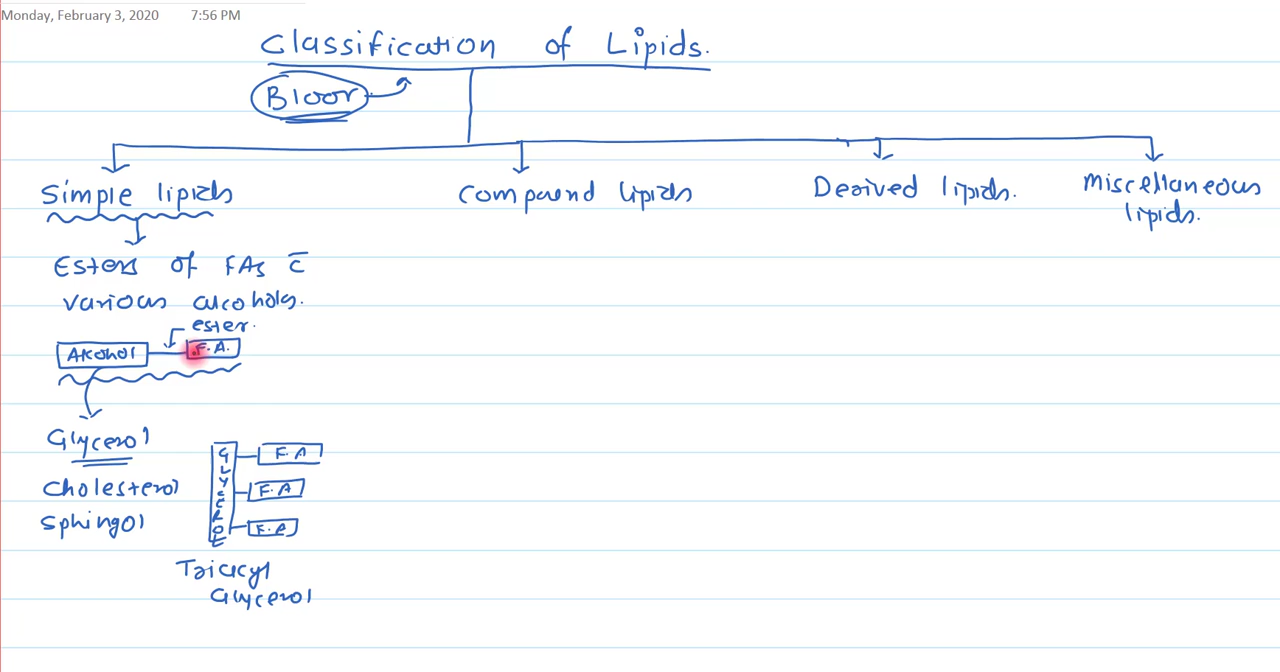 Monday, February 3, 2020 7:56 PM
Classification of Lipids.
Bloor
Simple lipids
Compound lipids
Derived lipids.
Miscellaneous
lipids.
Esters of FAs c̄
various alcohols.
ester.
Alcohol
F.A.
Glycerol
Cholesterol
Sphingol
GLYCEROL
F.A
F.A
F.A
Triacyl
Glycerol